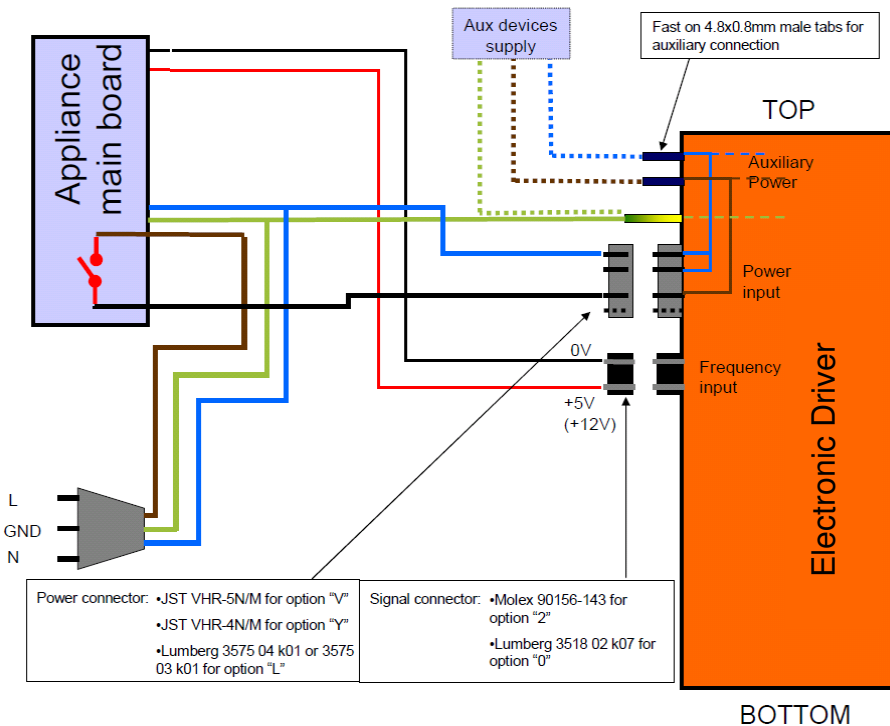 Aux devices
supply
Fast on 4.8x0.8mm male tabs for
auxiliary connection
TOP
Appliance
main board
Auxiliary
Power
Power
input
0V
Frequency
input
+5V
(+12V)
Electronic Driver
L
GND
N
Power connector: •JST VHR-5N/M for option “V”
•JST VHR-4N/M for option “Y”
•Lumberg 3575 04 k01 or 3575
03 k01 for option “L”
Signal connector: •Molex 90156-143 for
option “2”
•Lumberg 3518 02 k07 for
option “0”
BOTTOM